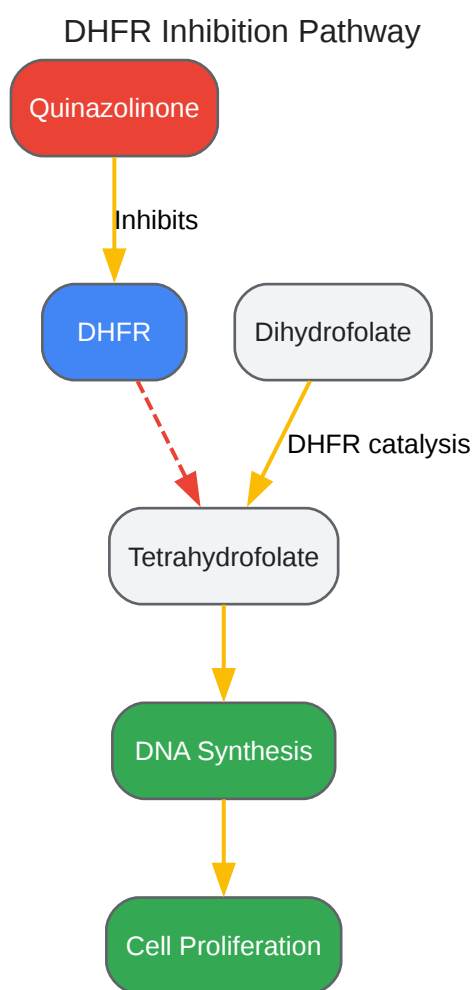 DHFR Inhibition Pathway
Quinazolinone
Inhibits
DHFR
Dihydrofolate
DHFR catalysis
Tetrahydrofolate
DNA Synthesis
Cell Proliferation